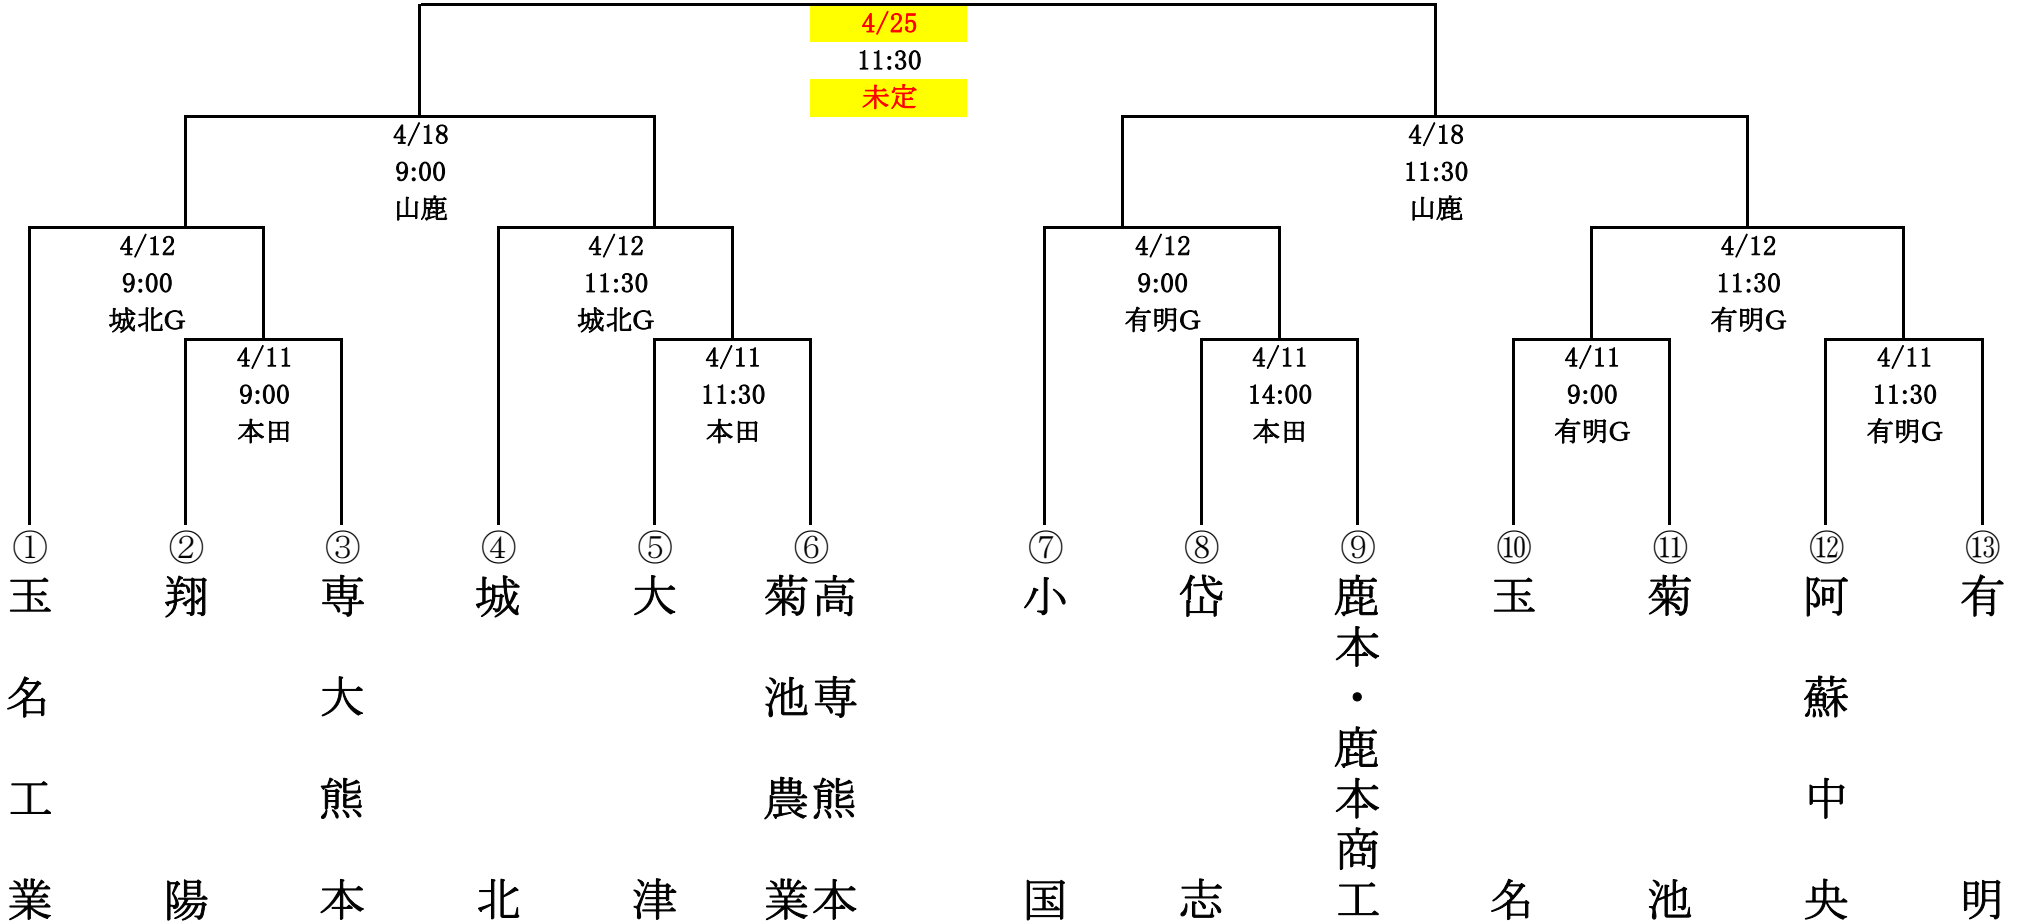 4/25
11:30
未定
4/18
9:00
山鹿
4/18
11:30
山鹿
4/12
9:00
城北G
4/12
11:30
城北G
4/12
9:00
有明G
4/12
11:30
有明G
4/11
9:00
本田
4/11
11:30
本田
4/11
14:00
本田
4/11
9:00
有明G
4/11
11:30
有明G
①
玉名工業
②
翔陽
③
専大熊本
④
城北
⑤
大津
⑥
高専熊本
菊池農業
⑦
小国
⑧
岱志
⑨
鹿本・鹿本商工
⑩
玉名
⑪
菊池
⑫
阿蘇中央
⑬
有明